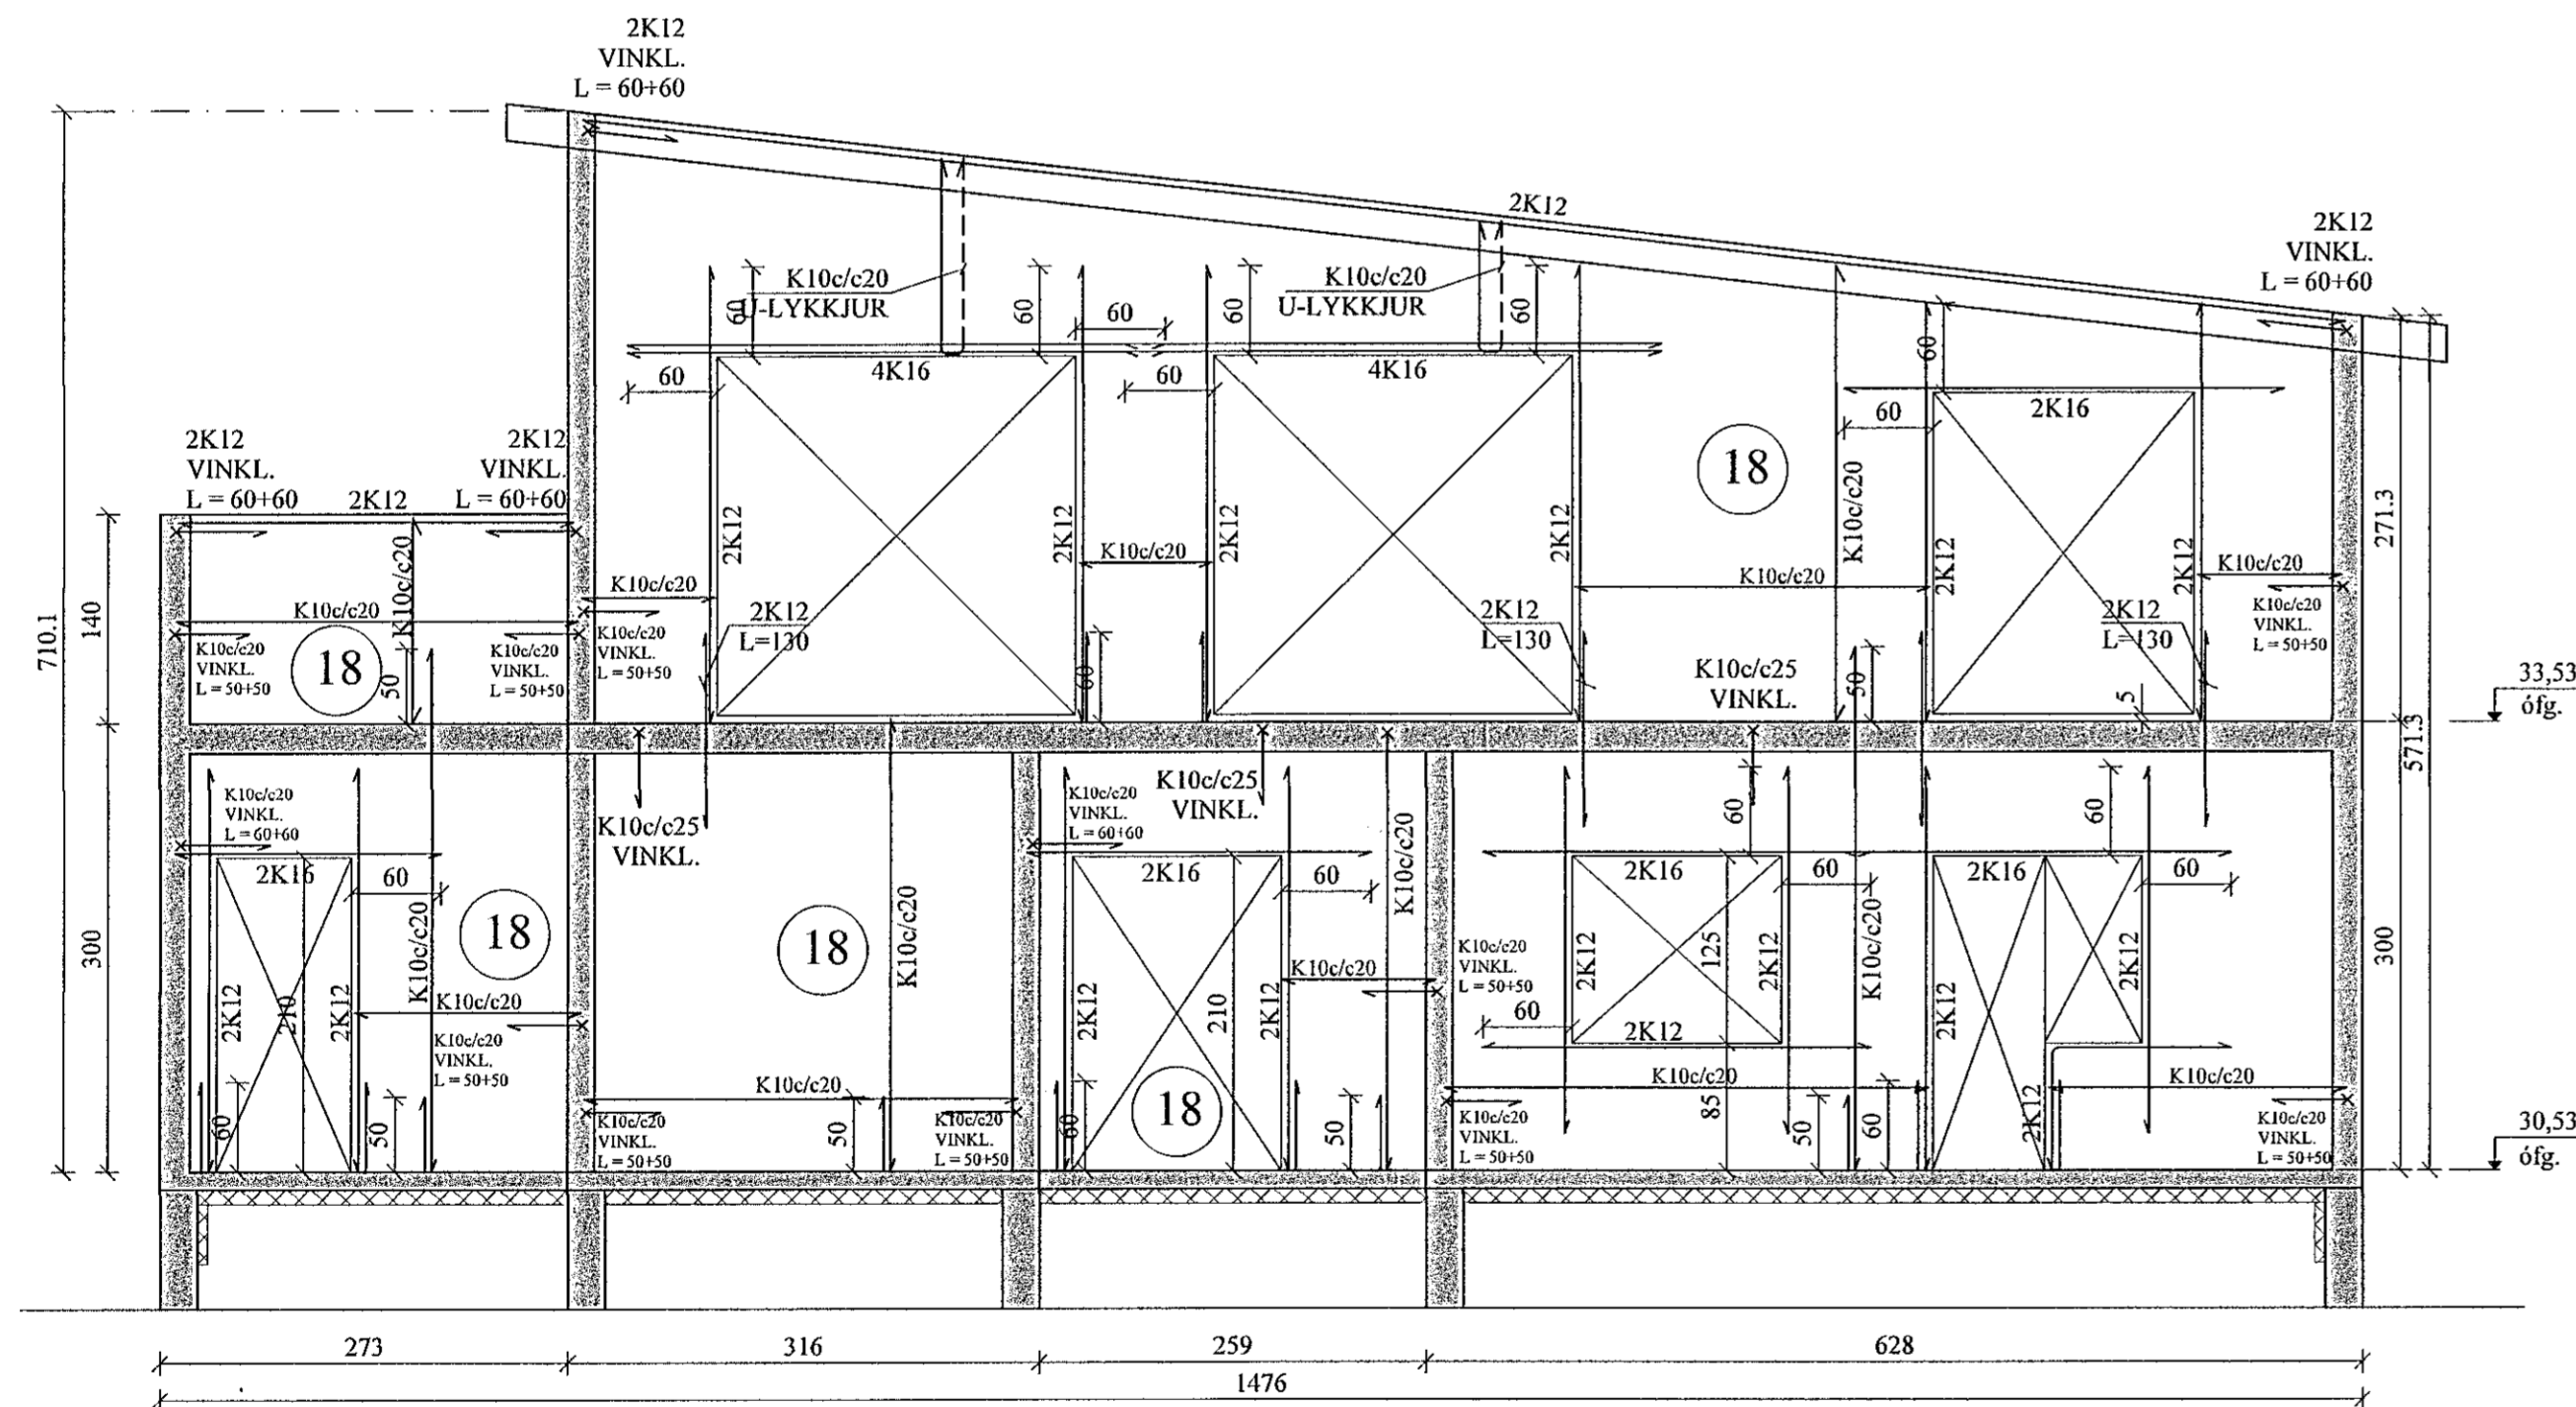 2K12
VINKL.
L = 60+60
2K12
2K12
VINKL.
L = 60+60
K10c/c20
U-LYKKJUR
K10c/c20
U-LYKKJUR
60
60
60
60
60
60
60
60
60
4K16
4K16
2K16
18
710.1
140
300
2K12
VINKL.
L = 60+60
2K12
2K12
VINKL.
L = 60+60
2K12
2K12
2K12
2K12
K10c/c20
2K12
2K12
271.3
K10c/c20
K10c/c20
K10c/c20
K10c/c20
K10c/c20
K10c/c20
18
50
K10c/c20
VINKL.
L = 50+50
K10c/c20
VINKL.
L = 50+50
K10c/c20
VINKL.
L = 50+50
2K12
L=130
60
2K12
L=130
K10c/c25
VINKL.
50
2K12
L=130
5
K10c/c20
VINKL.
L = 50+50
33,53
ófg.
571.3
300
K10c/c20
VINKL.
L = 60+60
K10c/c25
VINKL.
K10c/c20
VINKL.
L = 60+60
K10c/c25
VINKL.
60
60
2K16
60
2K16
60
2K16
60
2K16
60
18
18
K10c/c20
K10c/c20
K10c/c20
K10c/c20
2K12
210
2K12
K10c/c20
K10c/c20
VINKL.
L = 50+50
2K12
210
2K12
K10c/c20
K10c/c20
VINKL.
L = 50+50
2K12
125
2K12
60
2K12
2K12
2K12
60
50
K10c/c20
K10c/c20
VINKL.
L = 50+50
50
K10c/c20
VINKL.
L = 50+50
60
18
50
K10c/c20
K10c/c20
VINKL.
L = 50+50
85
50
60
2K12
K10c/c20
K10c/c20
VINKL.
L = 50+50
30,53
ófg.
273
316
259
628
1476